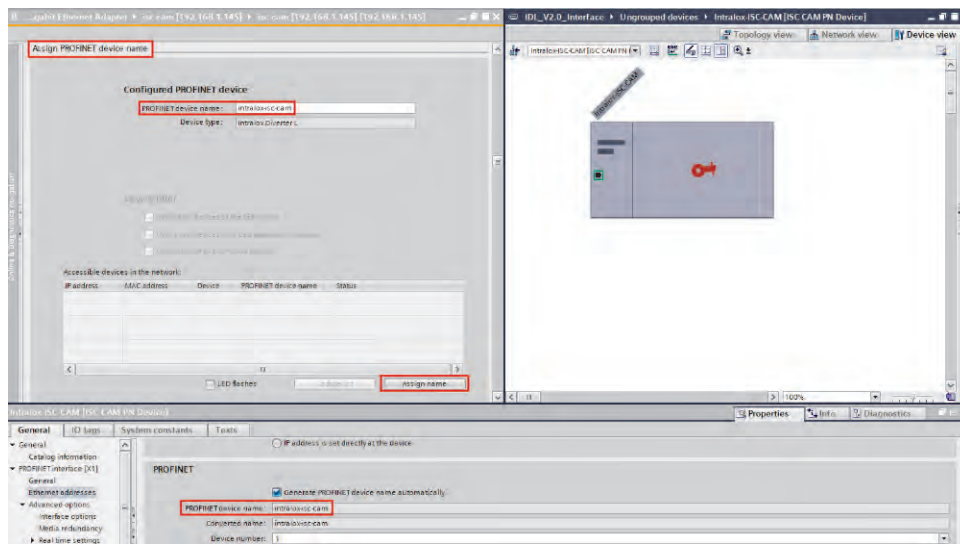 isc-cam [192.168.1.145] ▸ isc-cam [192.168.1.145] [192.168.1.145]
Assign PROFINET device name
Configured PROFINET device
PROFINET device name: intralox-isc-cam
Device type: Intralox Diverter L
Accessible devices in the network:
IP address MAC address Device PROFINET device name Status
LED flashes
Assign name
IDI_V2.0_Interface ▸ Ungrouped devices ▸ Intralox-ISC-CAM [ISC CAM PN Device]
Topology view Network view Device view
Intralox-ISC-CAM [ISC CAM PN
Intralox-ISC-CAM
100%
Intralox-ISC-CAM [ISC CAM PN Device]
Properties Info Diagnostics
General IO tags System constants Texts
General
Catalog information
PROFINET interface [X1]
General
Ethernet addresses
Advanced options
Interface options
Media redundancy
Real time settings
IP address is set directly at the device
PROFINET
Generate PROFINET device name automatically
PROFINET device name: intralox-isc-cam
Converted name: intralox-isc-cam
Device number: 1